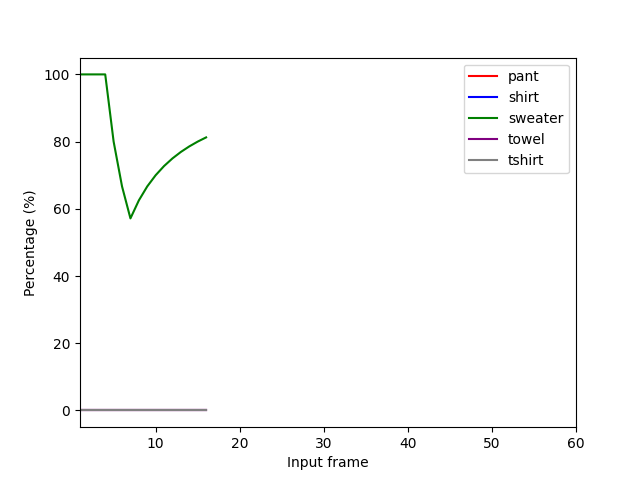 100
80
60
40
20
0
Percentage (%)
10 20 30 40 50 60
Input frame
pant
shirt
sweater
towel
tshirt